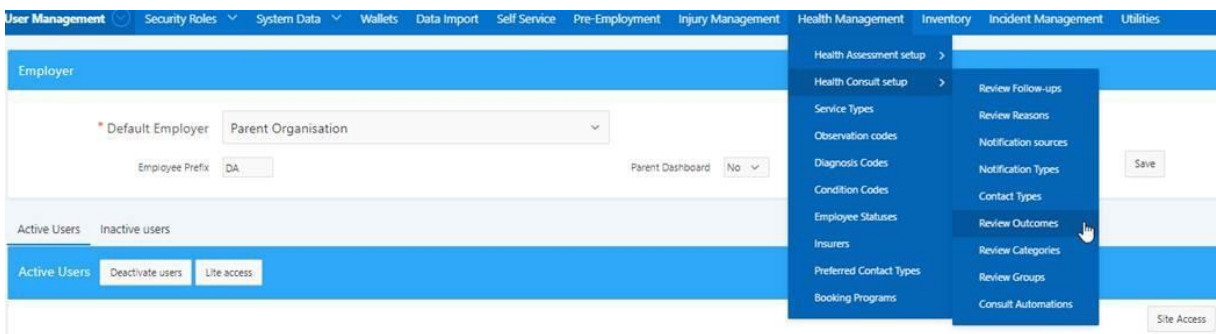 User Management Security Roles System Data Wallets Data Import Self Service Pre-Employment Injury Management Health Management Inventory Incident Management Utilities
Employer
* Default Employer Parent Organisation
Employee Prefix DA Parent Dashboard No Save
Active Users Inactive users
Active Users Deactivate users Lite access
Site Access
Health Assessment setup
Health Consult setup
Service Types
Observation codes
Diagnosis Codes
Condition Codes
Employee Statuses
Insurers
Preferred Contact Types
Booking Programs
Review Follow-ups
Review Reasons
Notification sources
Notification Types
Contact Types
Review Outcomes
Review Categories
Review Groups
Consult Automations